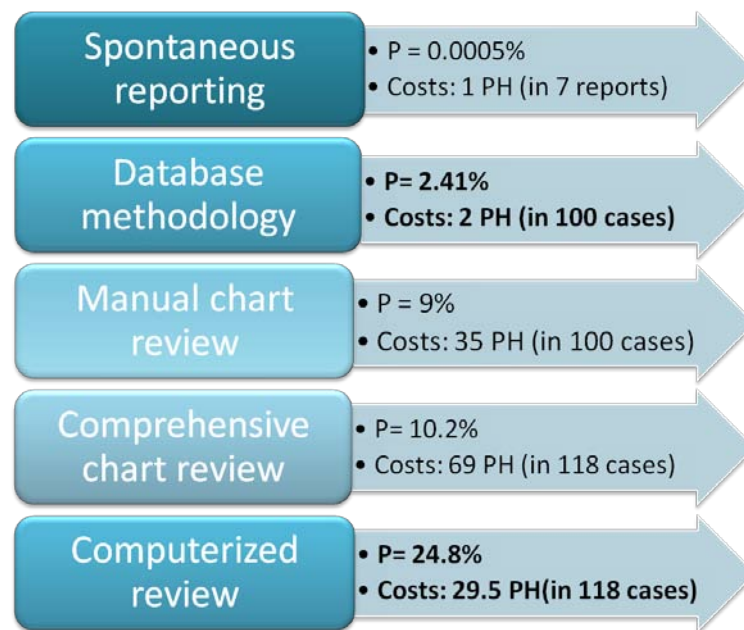 Spontaneous
reporting
• P = 0.0005%
• Costs: 1 PH (in 7 reports)
Database
methodology
• P= 2.41%
• Costs: 2 PH (in 100 cases)
Manual chart
review
• P = 9%
• Costs: 35 PH (in 100 cases)
Comprehensive
chart review
• P= 10.2%
• Costs: 69 PH (in 118 cases)
Computerized
review
• P= 24.8%
• Costs: 29.5 PH(in 118 cases)